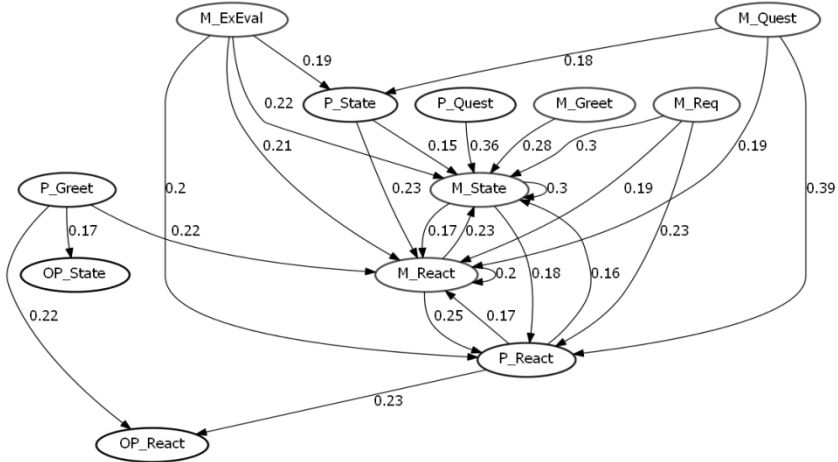 M_ExEval
M_Quest
0.19
0.18
P_State
P_Quest
M_Greet
M_Req
0.22
0.15
0.36
0.28
0.3
0.21
0.19
P_Greet
M_State
0.3
0.2
0.23
0.19
0.39
0.17
0.22
0.17
0.23
0.23
OP_State
M_React
0.2
0.18
0.16
0.22
0.25
0.17
P_React
0.23
OP_React